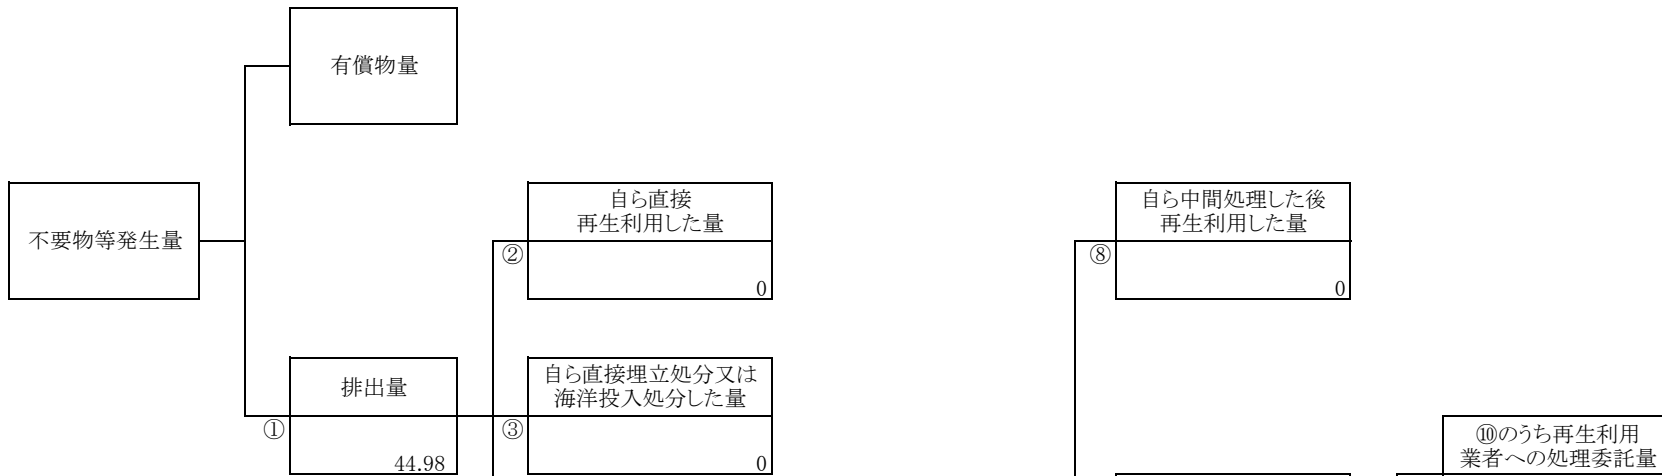 有償物量
不要物等発生量
自ら直接
再生利用した量
②
0
自ら中間処理した後
再生利用した量
⑧
0
排出量
①
44.98
自ら直接埋立処分又は
海洋投入処分した量
③
0
⑩のうち再生利用
業者への処理委託量